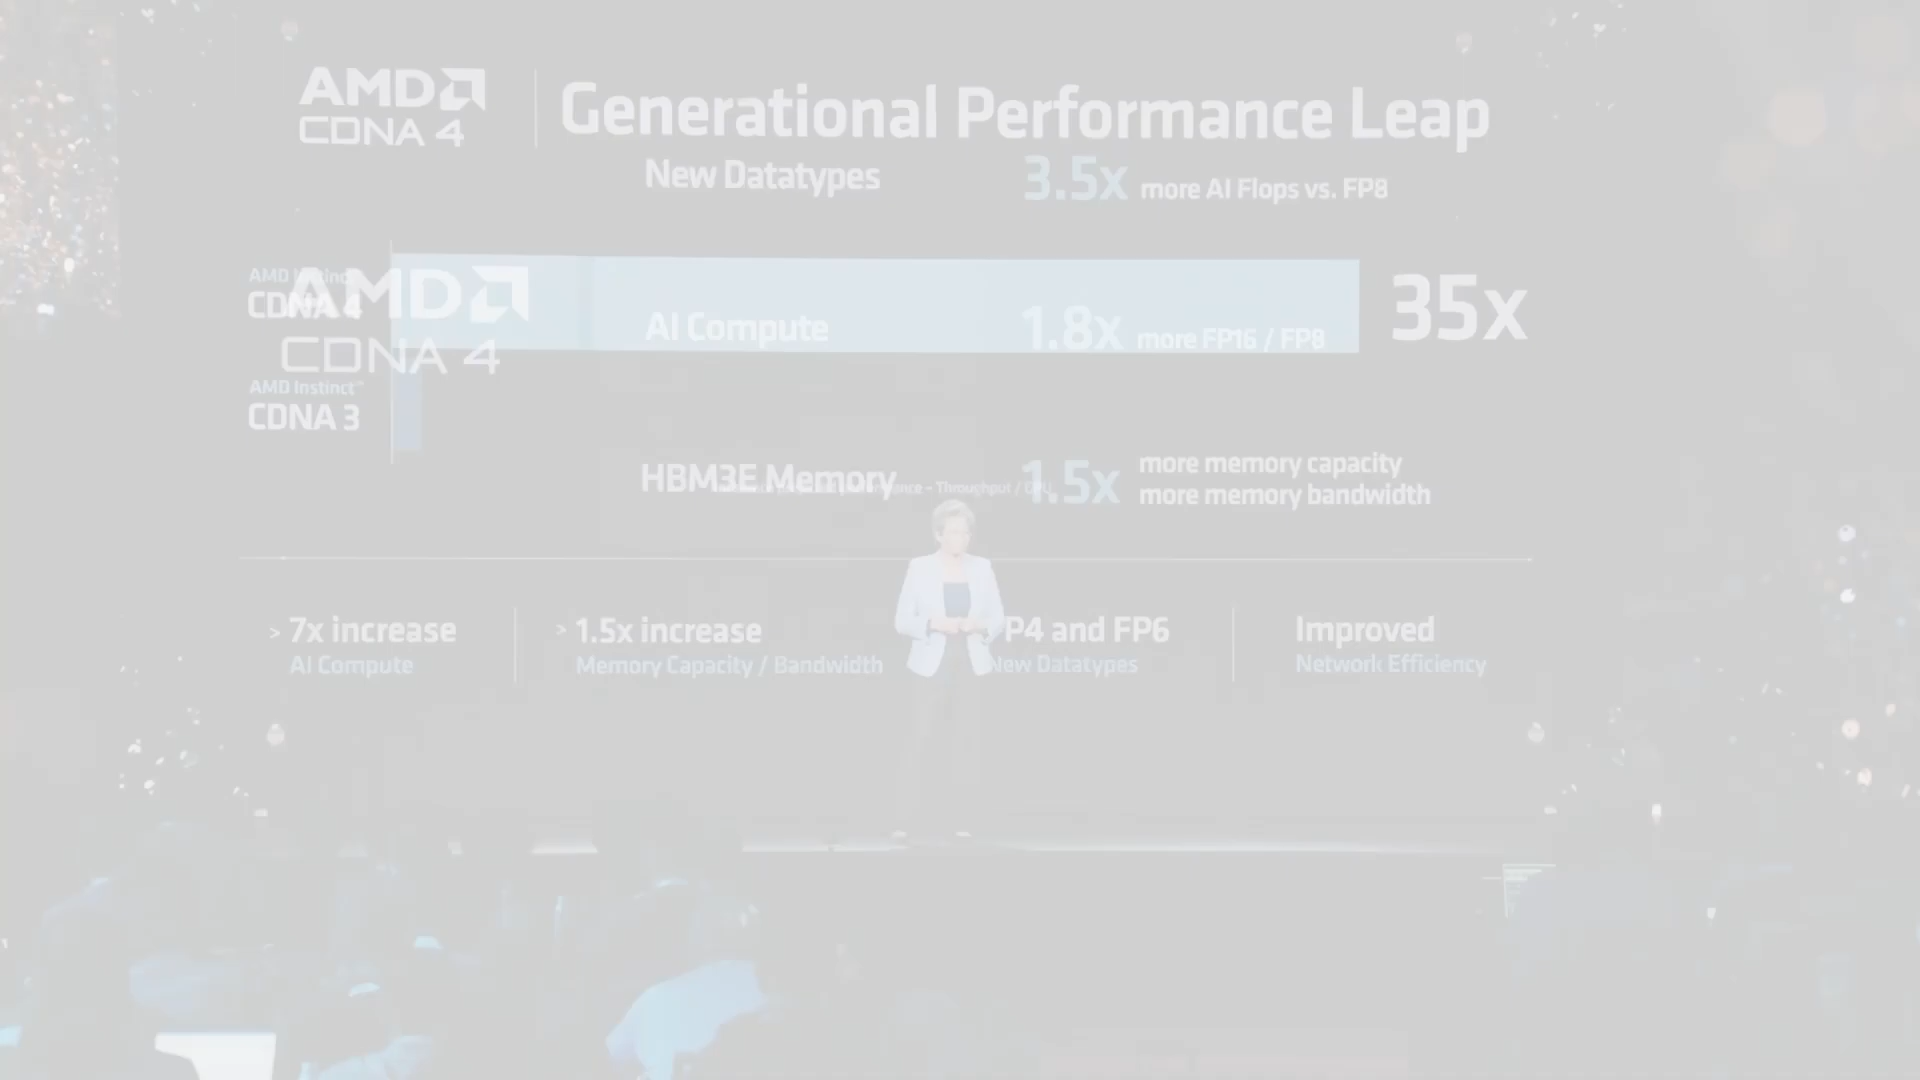 AMD
CDNA 4
Generational Performance Leap
New Datatypes
3.5x more AI Flops vs. FP8
AMD
CDNA 4
CDNA 4
AI Compute
1.8x more FP16 / FP8
35x
AMD Instinct™
CDNA 3
HBM3E Memory
1.5x
more memory capacity
more memory bandwidth
– Throughput /
> 7x increase
AI Compute
> 1.5x increase
Memory Capacity / Bandwidth
P4 and FP6
New Datatypes
Improved
Network Efficiency